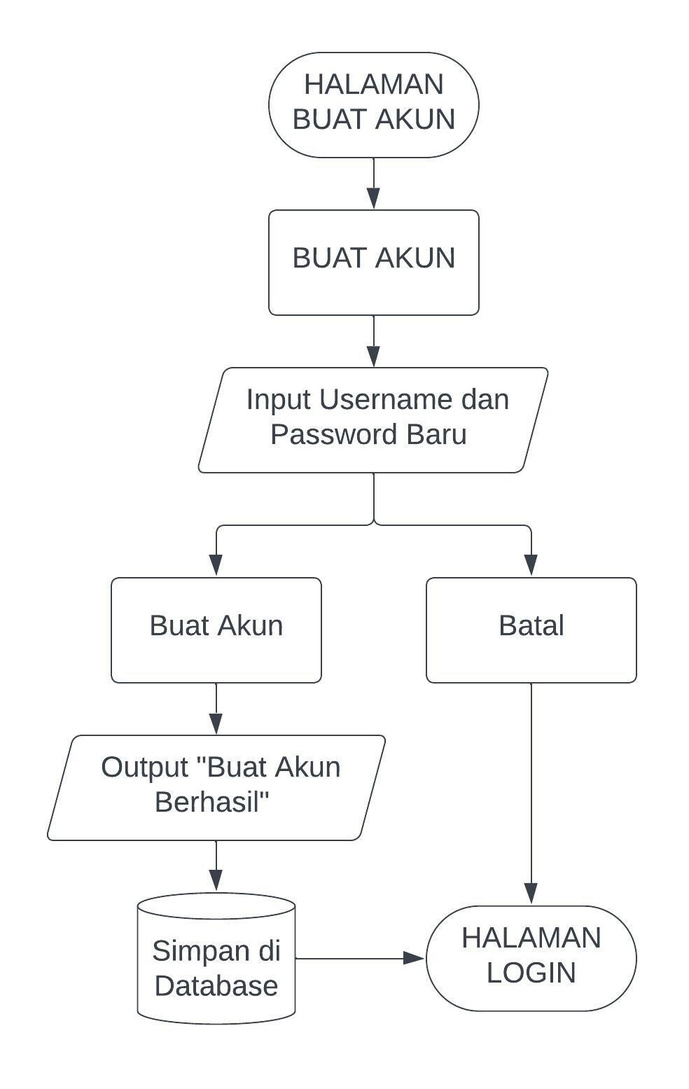 HALAMAN
BUAT AKUN
BUAT AKUN
Input Username dan
Password Baru
Buat Akun
Batal
Output "Buat Akun
Berhasil"
Simpan di
Database
HALAMAN
LOGIN